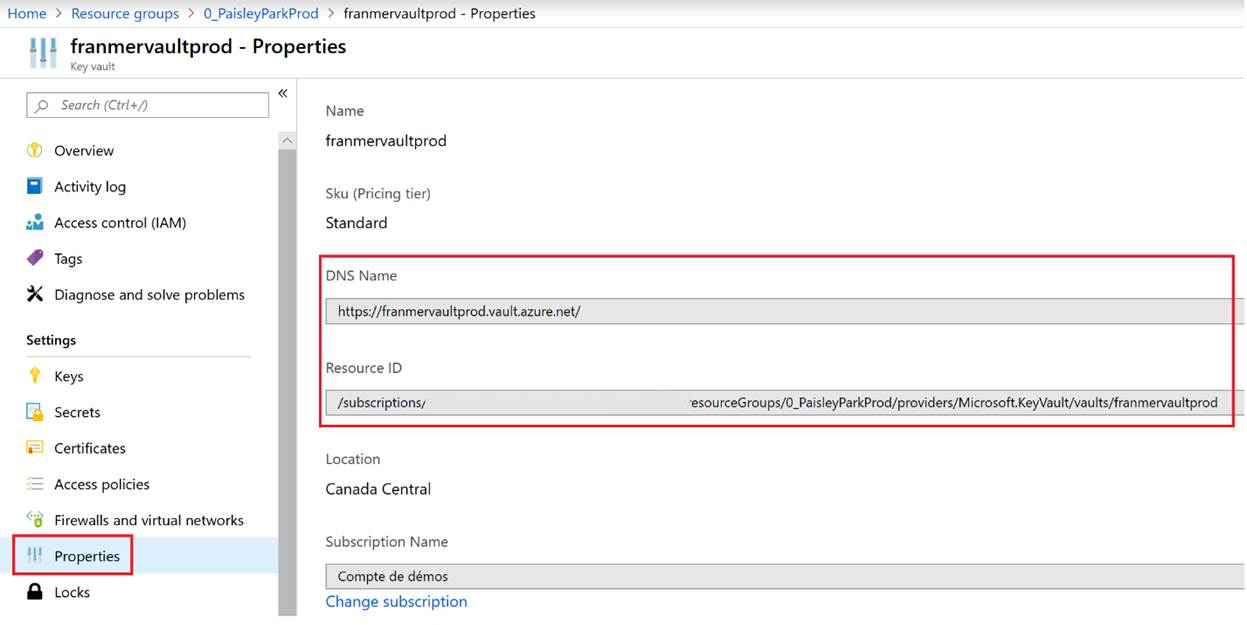 Home > Resource groups > 0_PaisleyParkProd > franmervaultprod - Properties
franmervaultprod - Properties
Key vault
Search (Ctrl+/)
«
Overview
Activity log
Access control (IAM)
Tags
Diagnose and solve problems
Settings
Keys
Secrets
Certificates
Access policies
Firewalls and virtual networks
Properties
Locks
Name
franmervaultprod
Sku (Pricing tier)
Standard
DNS Name
https://franmervaultprod.vault.azure.net/
Resource ID
/subscriptions/ resourceGroups/0_PaisleyParkProd/providers/Microsoft.KeyVault/vaults/franmervaultprod
Location
Canada Central
Subscription Name
Compte de démos
Change subscription